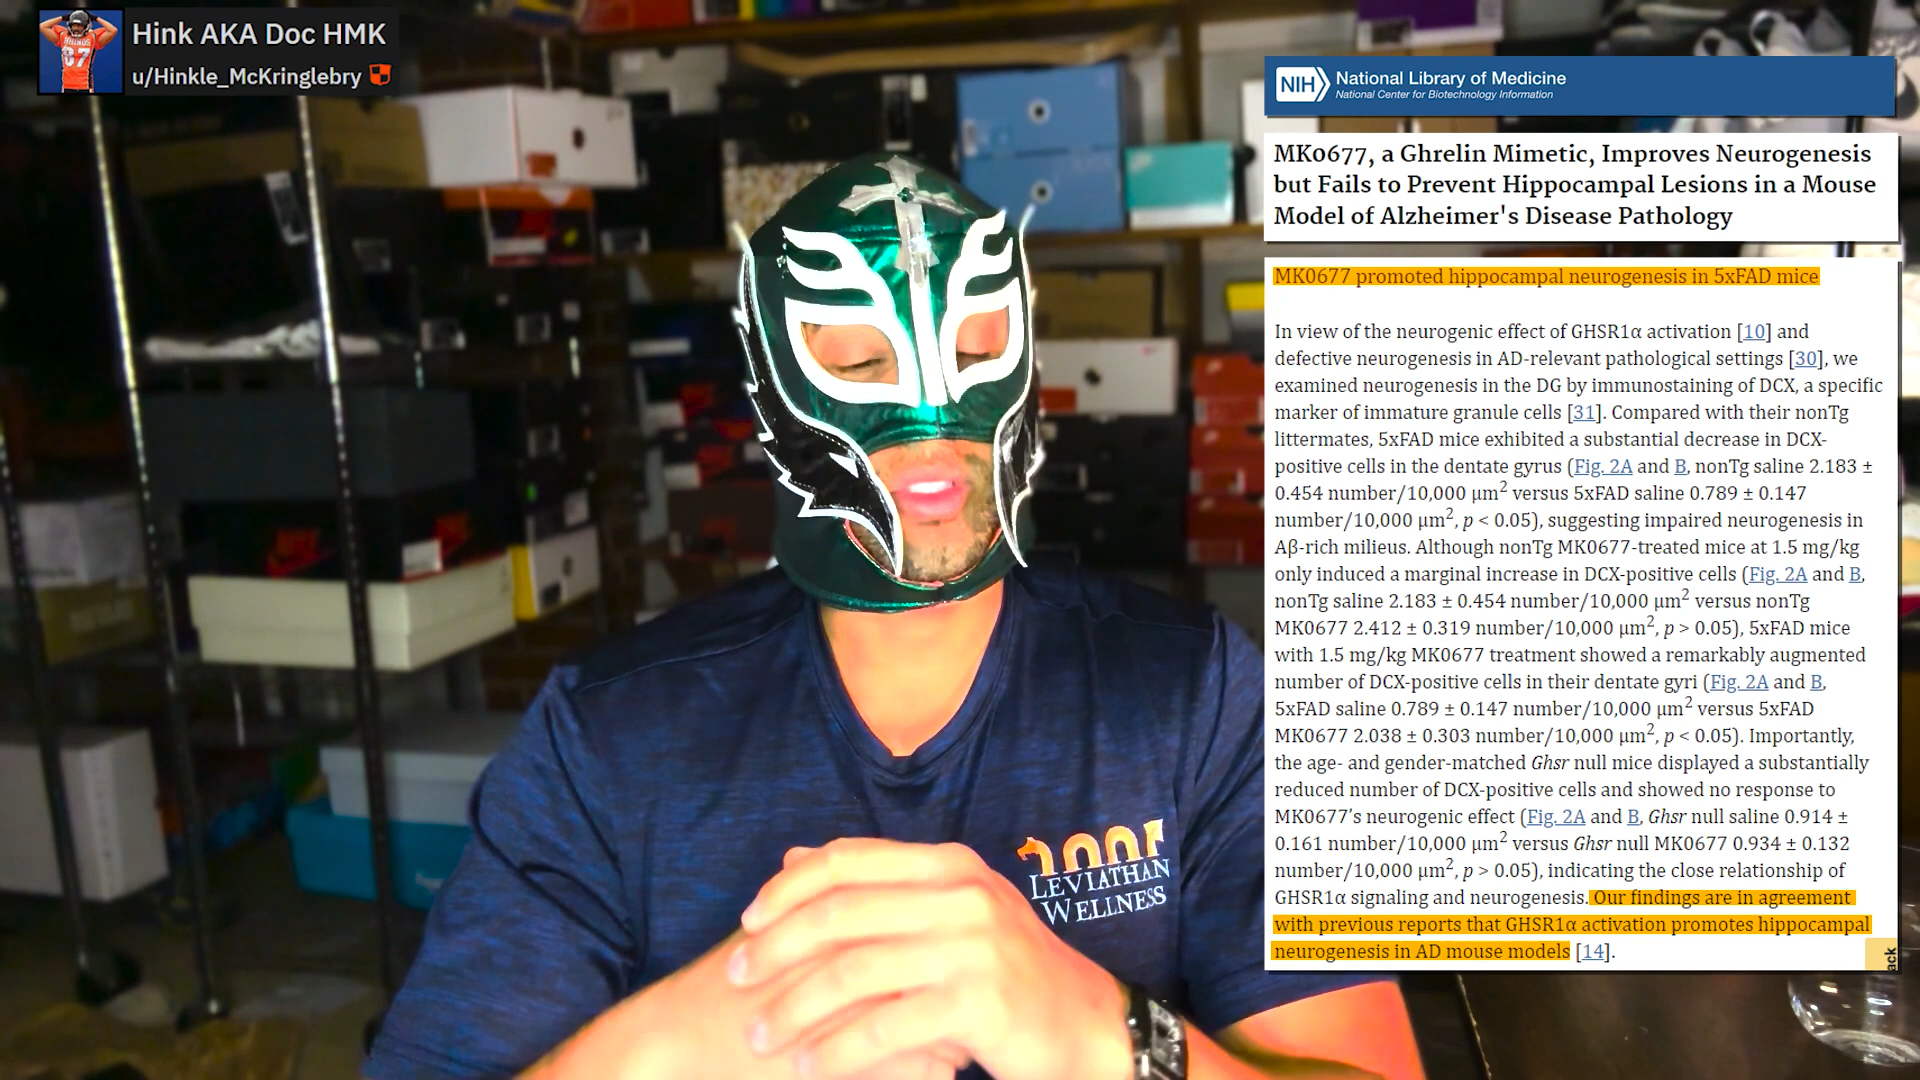 Hink AKA Doc HMK
u/Hinkle_McKringlebry
NIH
National Library of Medicine
National Center for Biotechnology Information
MK0677, a Ghrelin Mimetic, Improves Neurogenesis
but Fails to Prevent Hippocampal Lesions in a Mouse
Model of Alzheimer's Disease Pathology
MK0677 promoted hippocampal neurogenesis in 5xFAD mice
In view of the neurogenic effect of GHSR1α activation [10] and
defective neurogenesis in AD-relevant pathological settings [30], we
examined neurogenesis in the DG by immunostaining of DCX, a specific
marker of immature granule cells [31]. Compared with their nonTg
littermates, 5xFAD mice exhibited a substantial decrease in DCX-
positive cells in the dentate gyrus (Fig. 2A and B, nonTg saline 2.183 ±
0.454 number/10,000 μm² versus 5xFAD saline 0.789 ± 0.147
number/10,000 μm², p < 0.05), suggesting impaired neurogenesis in
Aβ-rich milieus. Although nonTg MK0677-treated mice at 1.5 mg/kg
only induced a marginal increase in DCX-positive cells (Fig. 2A and B,
nonTg saline 2.183 ± 0.454 number/10,000 μm² versus nonTg
MK0677 2.412 ± 0.319 number/10,000 μm², p > 0.05), 5xFAD mice
with 1.5 mg/kg MK0677 treatment showed a remarkably augmented
number of DCX-positive cells in their dentate gyri (Fig. 2A and B,
5xFAD saline 0.789 ± 0.147 number/10,000 μm² versus 5xFAD
MK0677 2.038 ± 0.303 number/10,000 μm², p < 0.05). Importantly,
the age- and gender-matched Ghsr null mice displayed a substantially
reduced number of DCX-positive cells and showed no response to
MK0677's neurogenic effect (Fig. 2A and B, Ghsr null saline 0.914 ±
0.161 number/10,000 μm² versus Ghsr null MK0677 0.934 ± 0.132
number/10,000 μm², p > 0.05), indicating the close relationship of
GHSR1α signaling and neurogenesis. Our findings are in agreement
with previous reports that GHSR1α activation promotes hippocampal
neurogenesis in AD mouse models [14].
ack
LEVIATHAN
WELLNESS